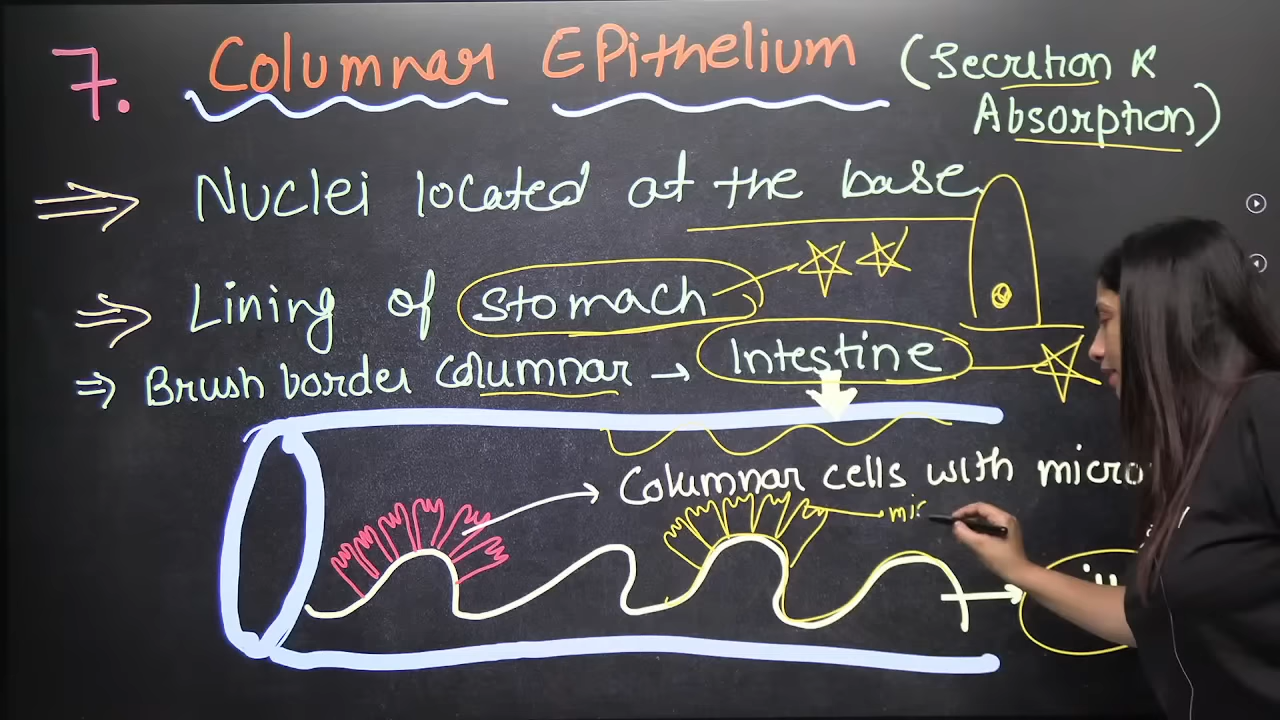 7. Columnar Epithelium (Secretion &
Absorption)
⇒ Nuclei located at the base
⇒ Lining of stomach
⇒ Brush border columnar → Intestine
Columnar cells with micro
mic